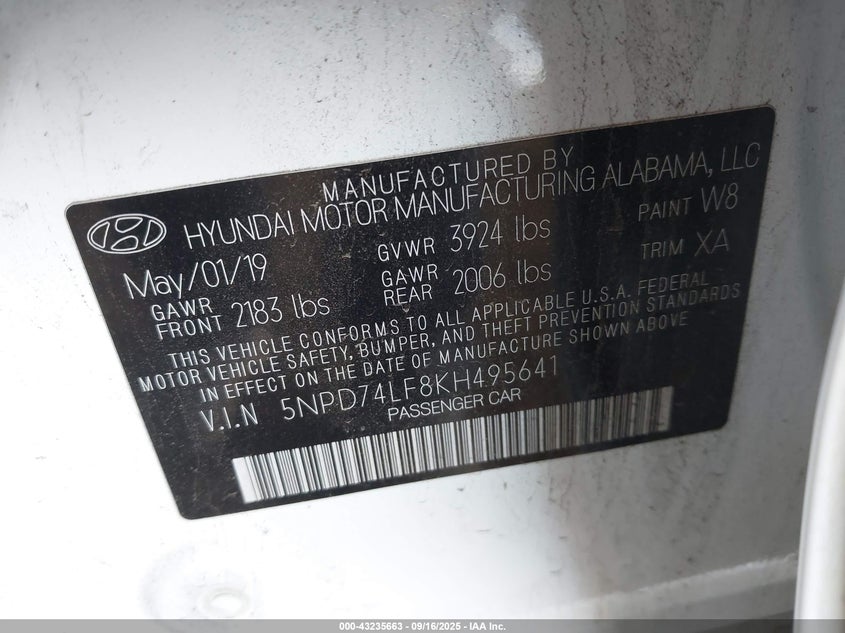 MANUFACTURED BY
HYUNDAI MOTOR MANUFACTURING ALABAMA, LLC
May/01/19 GVWR 3924 lbs PAINT W8
GAWR FRONT 2183 lbs GAWR REAR 2006 lbs TRIM XA
THIS VEHICLE CONFORMS TO ALL APPLICABLE U.S.A. FEDERAL
MOTOR VEHICLE SAFETY, BUMPER, AND THEFT PREVENTION STANDARDS
IN EFFECT ON THE DATE OF MANUFACTURE SHOWN ABOVE
V.I.N 5NPD74LF8KH495641
PASSENGER CAR
000-43235663 - 09/16/2025 - IAA Inc.